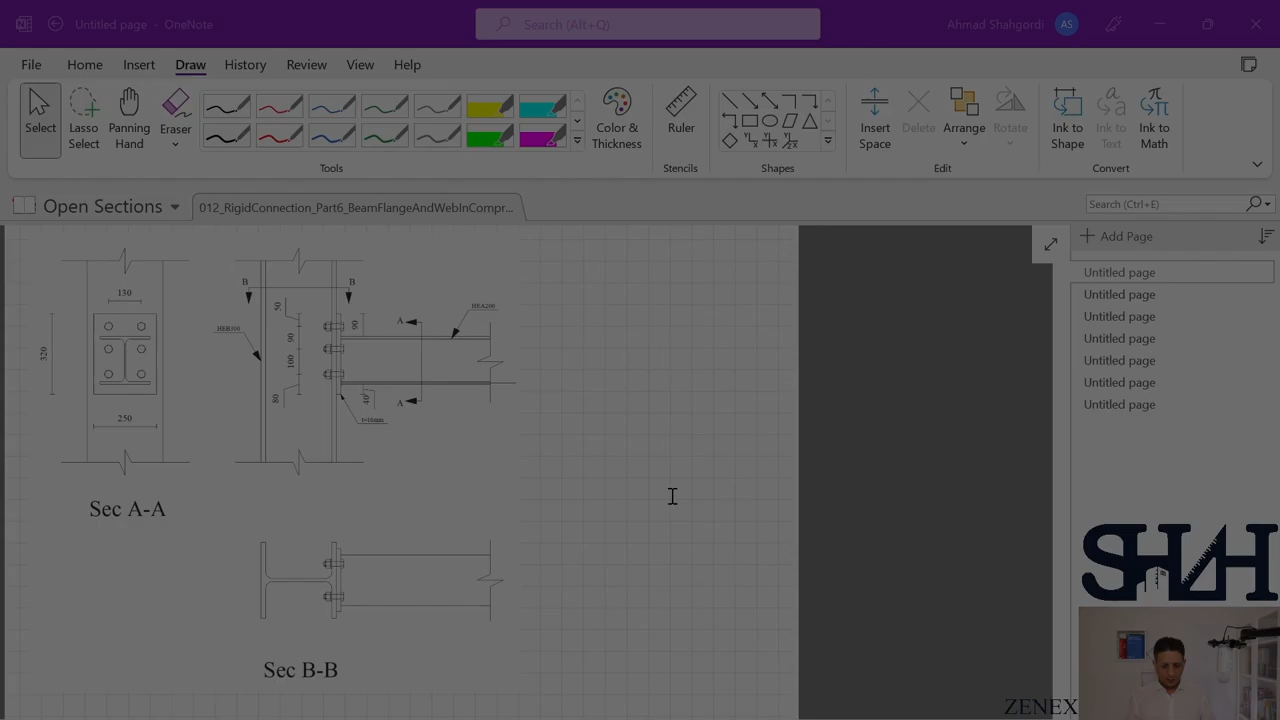 Untitled page - OneNote
Search (Alt+Q)
Ahmad Shahgordi
AS
File Home Insert Draw History Review View Help
Select
Lasso Select
Panning Hand
Eraser
Color & Thickness
Ruler
Insert Space
Delete
Arrange
Rotate
Ink to Shape
Ink to Text
Ink to Math
Tools
Stencils
Shapes
Edit
Convert
Open Sections
012_RigidConnection_Part6_BeamFlangeAndWebInCompr...
Search (Ctrl+E)
Add Page
Untitled page
Untitled page
Untitled page
Untitled page
Untitled page
Untitled page
Untitled page
130
320
250
Sec A-A
B B
50
90
100
80
90
40
HEB300
HEA200
A
A
t=16mm
Sec B-B
ZENEX